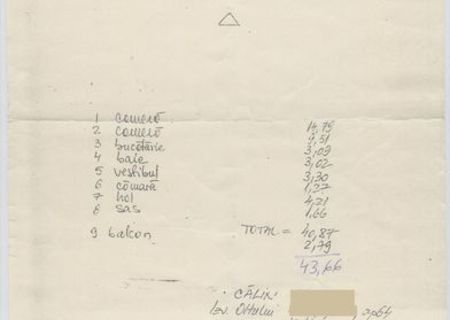 1 cameră
2 cameră 9,51
3 bucătărie 3,09
4 baie 3,02
5 vestibul 3,30
6 cămară 1,27
7 hol 4,21
8 sas 1,66
TOTAL = 40,87
9 balcon 2,79
43,66
CĂLIN